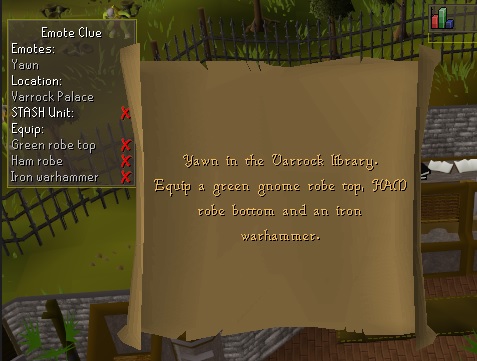 Emote Clue
Emotes:
Yawn
Location:
Varrock Palace
STASH Unit: X
Equip:
Green robe top X
Ham robe X
Iron warhammer X
Yawn in the Varrock library.
Equip a green gnome robe top, HAM
robe bottom and an iron
warhammer.